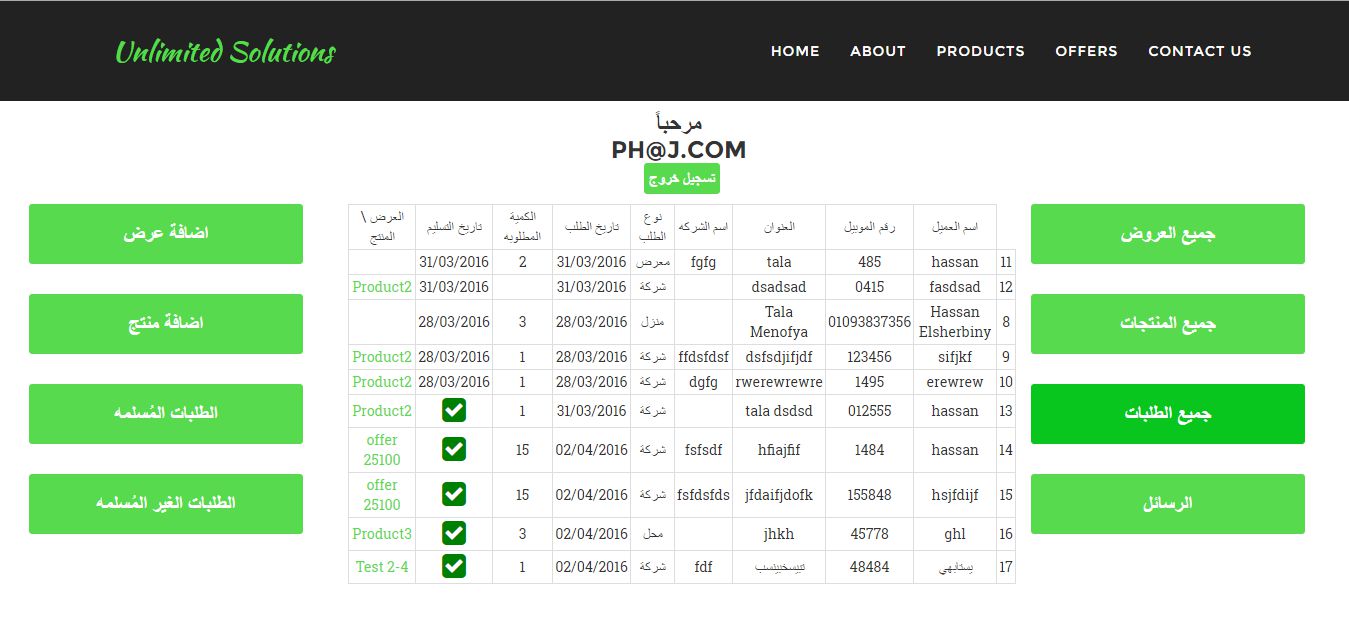 Unlimited Solutions
HOME ABOUT PRODUCTS OFFERS CONTACT US
مرحباً
PH@J.COM
تسجيل خروج
جميع العروض
جميع المنتجات
جميع الطلبات
الرسائل
اسم العميل رقم الموبيل العنوان اسم الشركه نوع الطلب تاريخ الطلب الكمية المطلوبه تاريخ التسليم العرض \ المنتج
11 hassan 485 tala fgfg معرض 31/03/2016 2 31/03/2016
12 fasdsad 0415 dsadsad شركة 31/03/2016 31/03/2016 Product2
8 Hassan Elsherbiny 01093837356 Tala Menofya منزل 28/03/2016 3 28/03/2016
9 sifjkf 123456 dsfsdjifjdf ffdsfdsf شركة 28/03/2016 1 28/03/2016 Product2
10 erewrew 1495 rwerewrewre dgfg شركة 28/03/2016 1 28/03/2016 Product2
13 hassan 012555 tala dsdsd شركة 31/03/2016 1 Product2
14 hassan 1484 hfiajfif fsfsdf شركة 02/04/2016 15 offer 25100
15 hsjfdijf 155848 jfdaifjdofk fsfdsfds شركة 02/04/2016 15 offer 25100
16 ghl 45778 jhkh محل 02/04/2016 3 Product3
17 48484 fdf شركة 02/04/2016 1 Test 2-4
اضافة عرض
اضافة منتج
الطلبات المُسلمه
الطلبات الغير المُسلمه